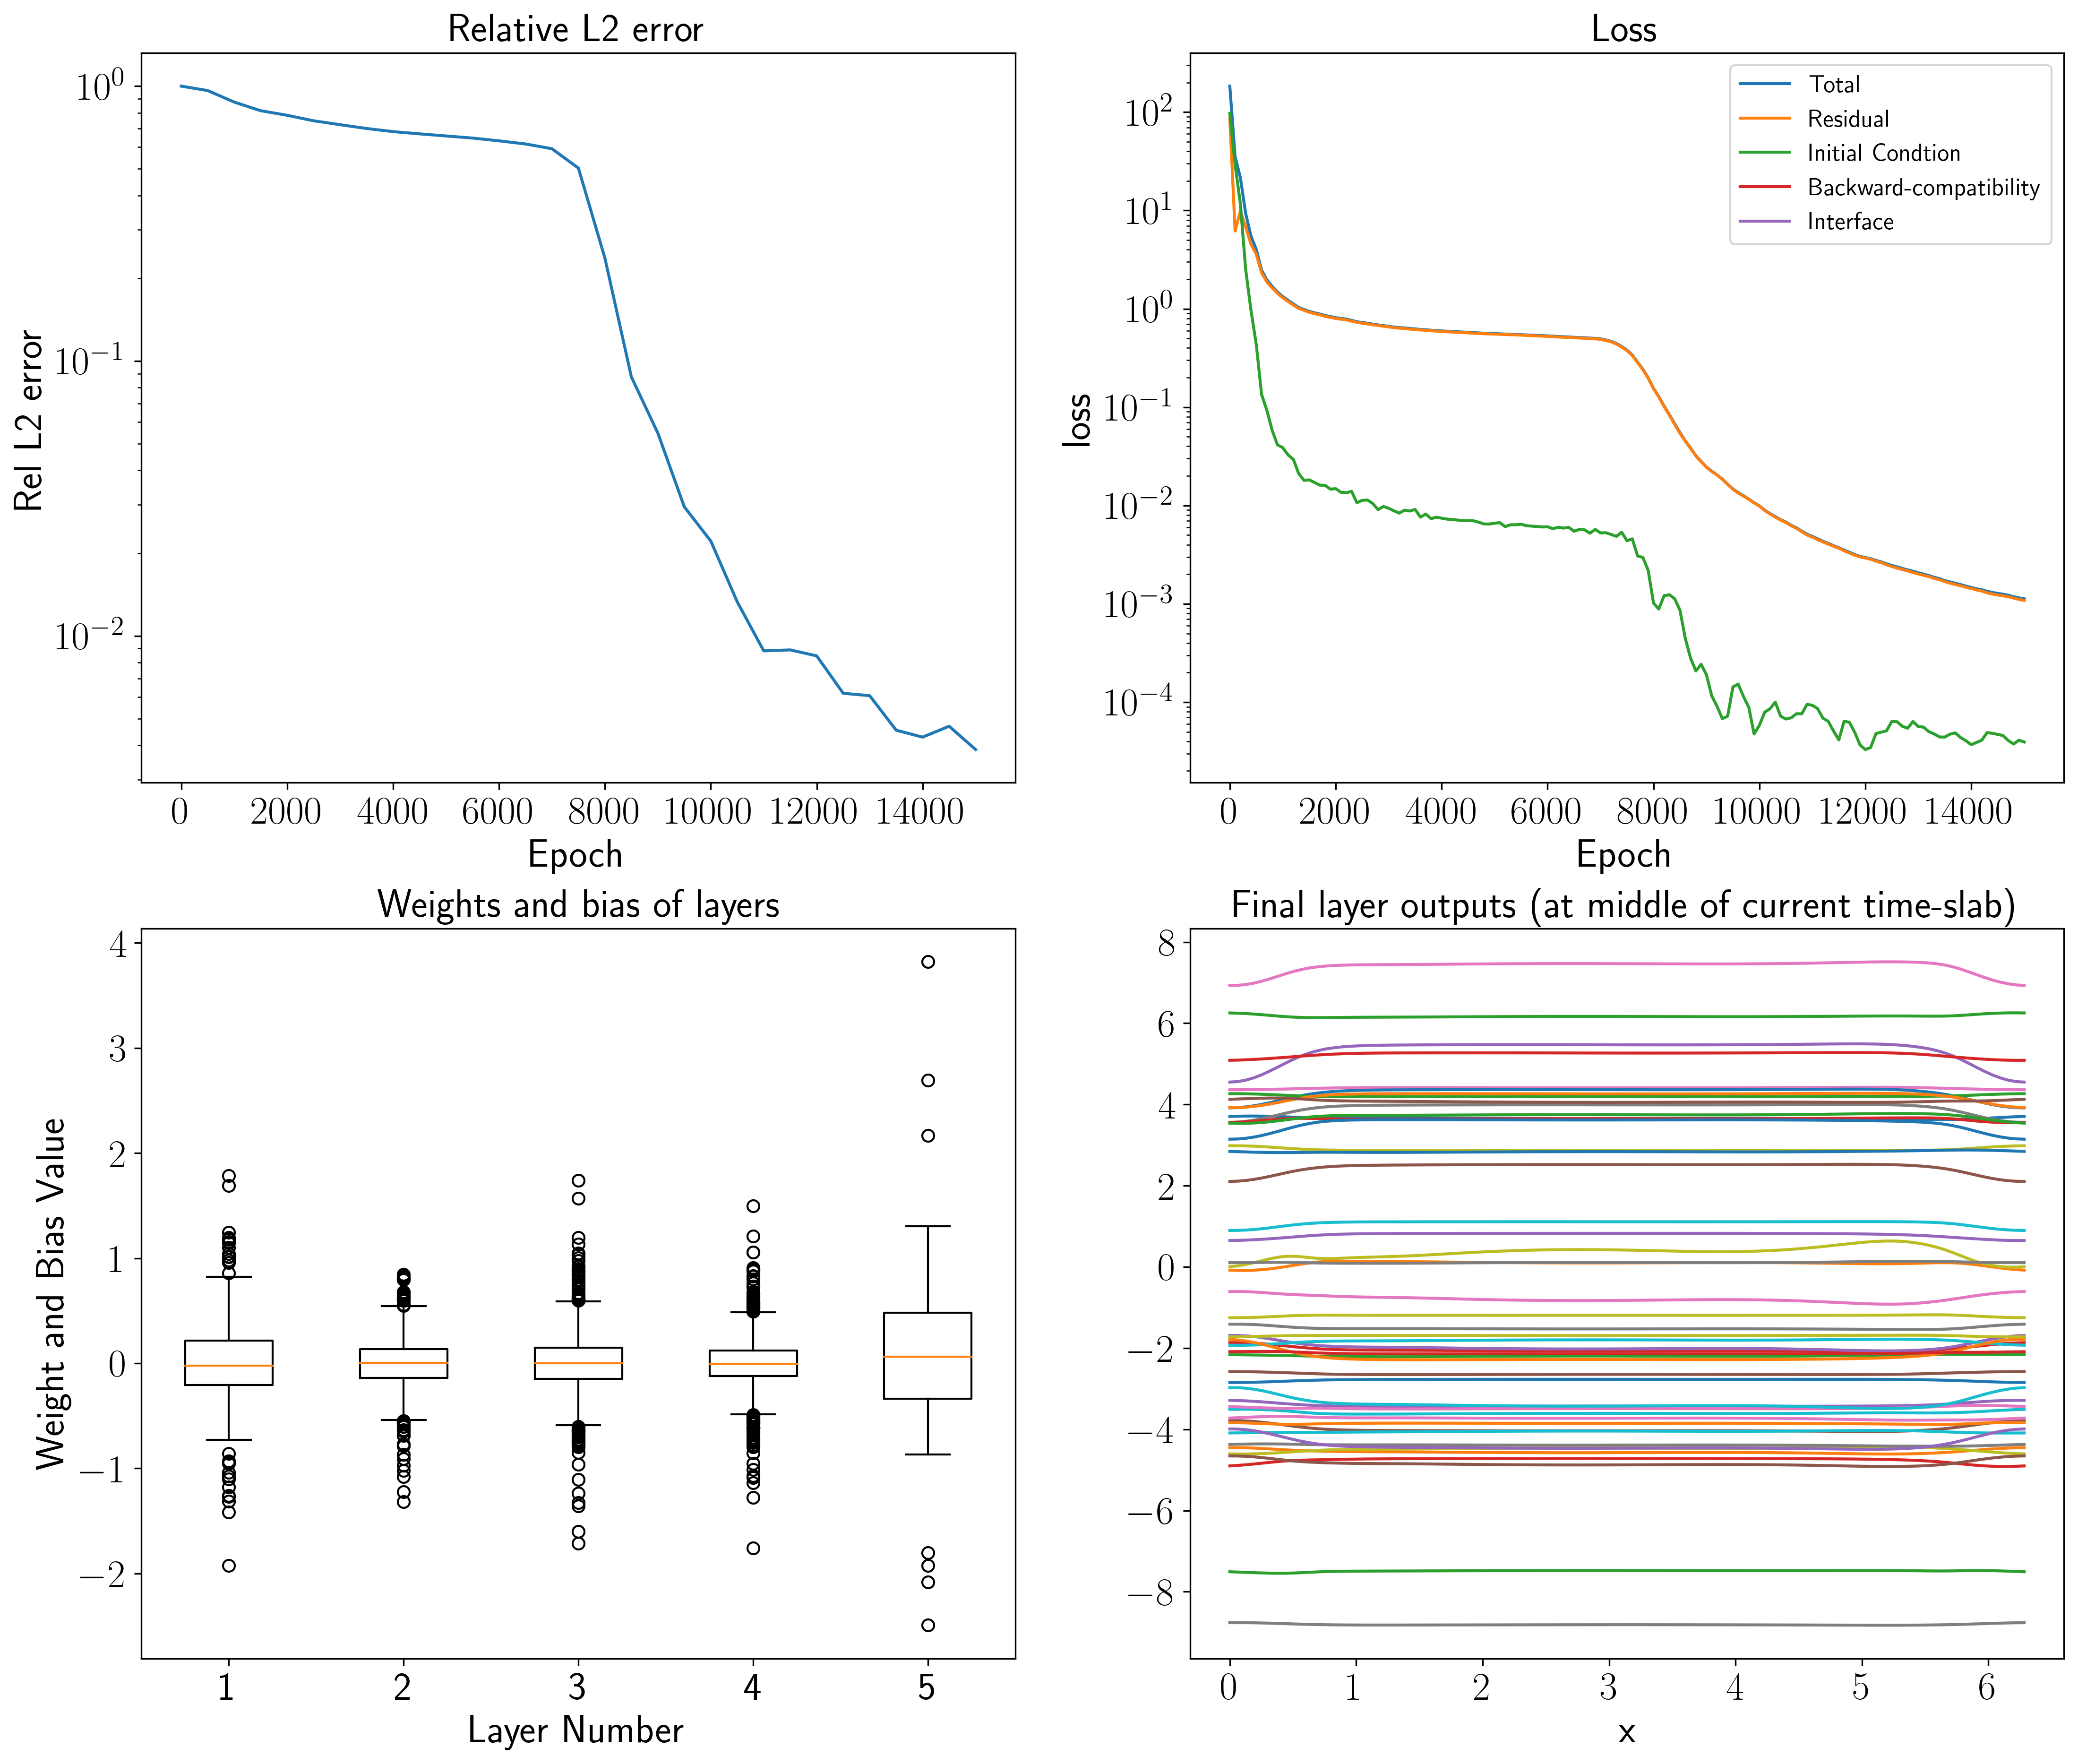 Relative L2 error
Rel L2 error
10^0
10^−1
10^−2
0 2000 4000 6000 8000 10000 12000 14000
Epoch
Loss
loss
10^2
10^1
10^0
10^−1
10^−2
10^−3
10^−4
Total
Residual
Initial Condtion
Backward-compatibility
Interface
0 2000 4000 6000 8000 10000 12000 14000
Epoch
Weights and bias of layers
Weight and Bias Value
4
3
2
1
0
−1
−2
1 2 3 4 5
Layer Number
Final layer outputs (at middle of current time-slab)
8
6
4
2
0
−2
−4
−6
−8
0 1 2 3 4 5 6
x